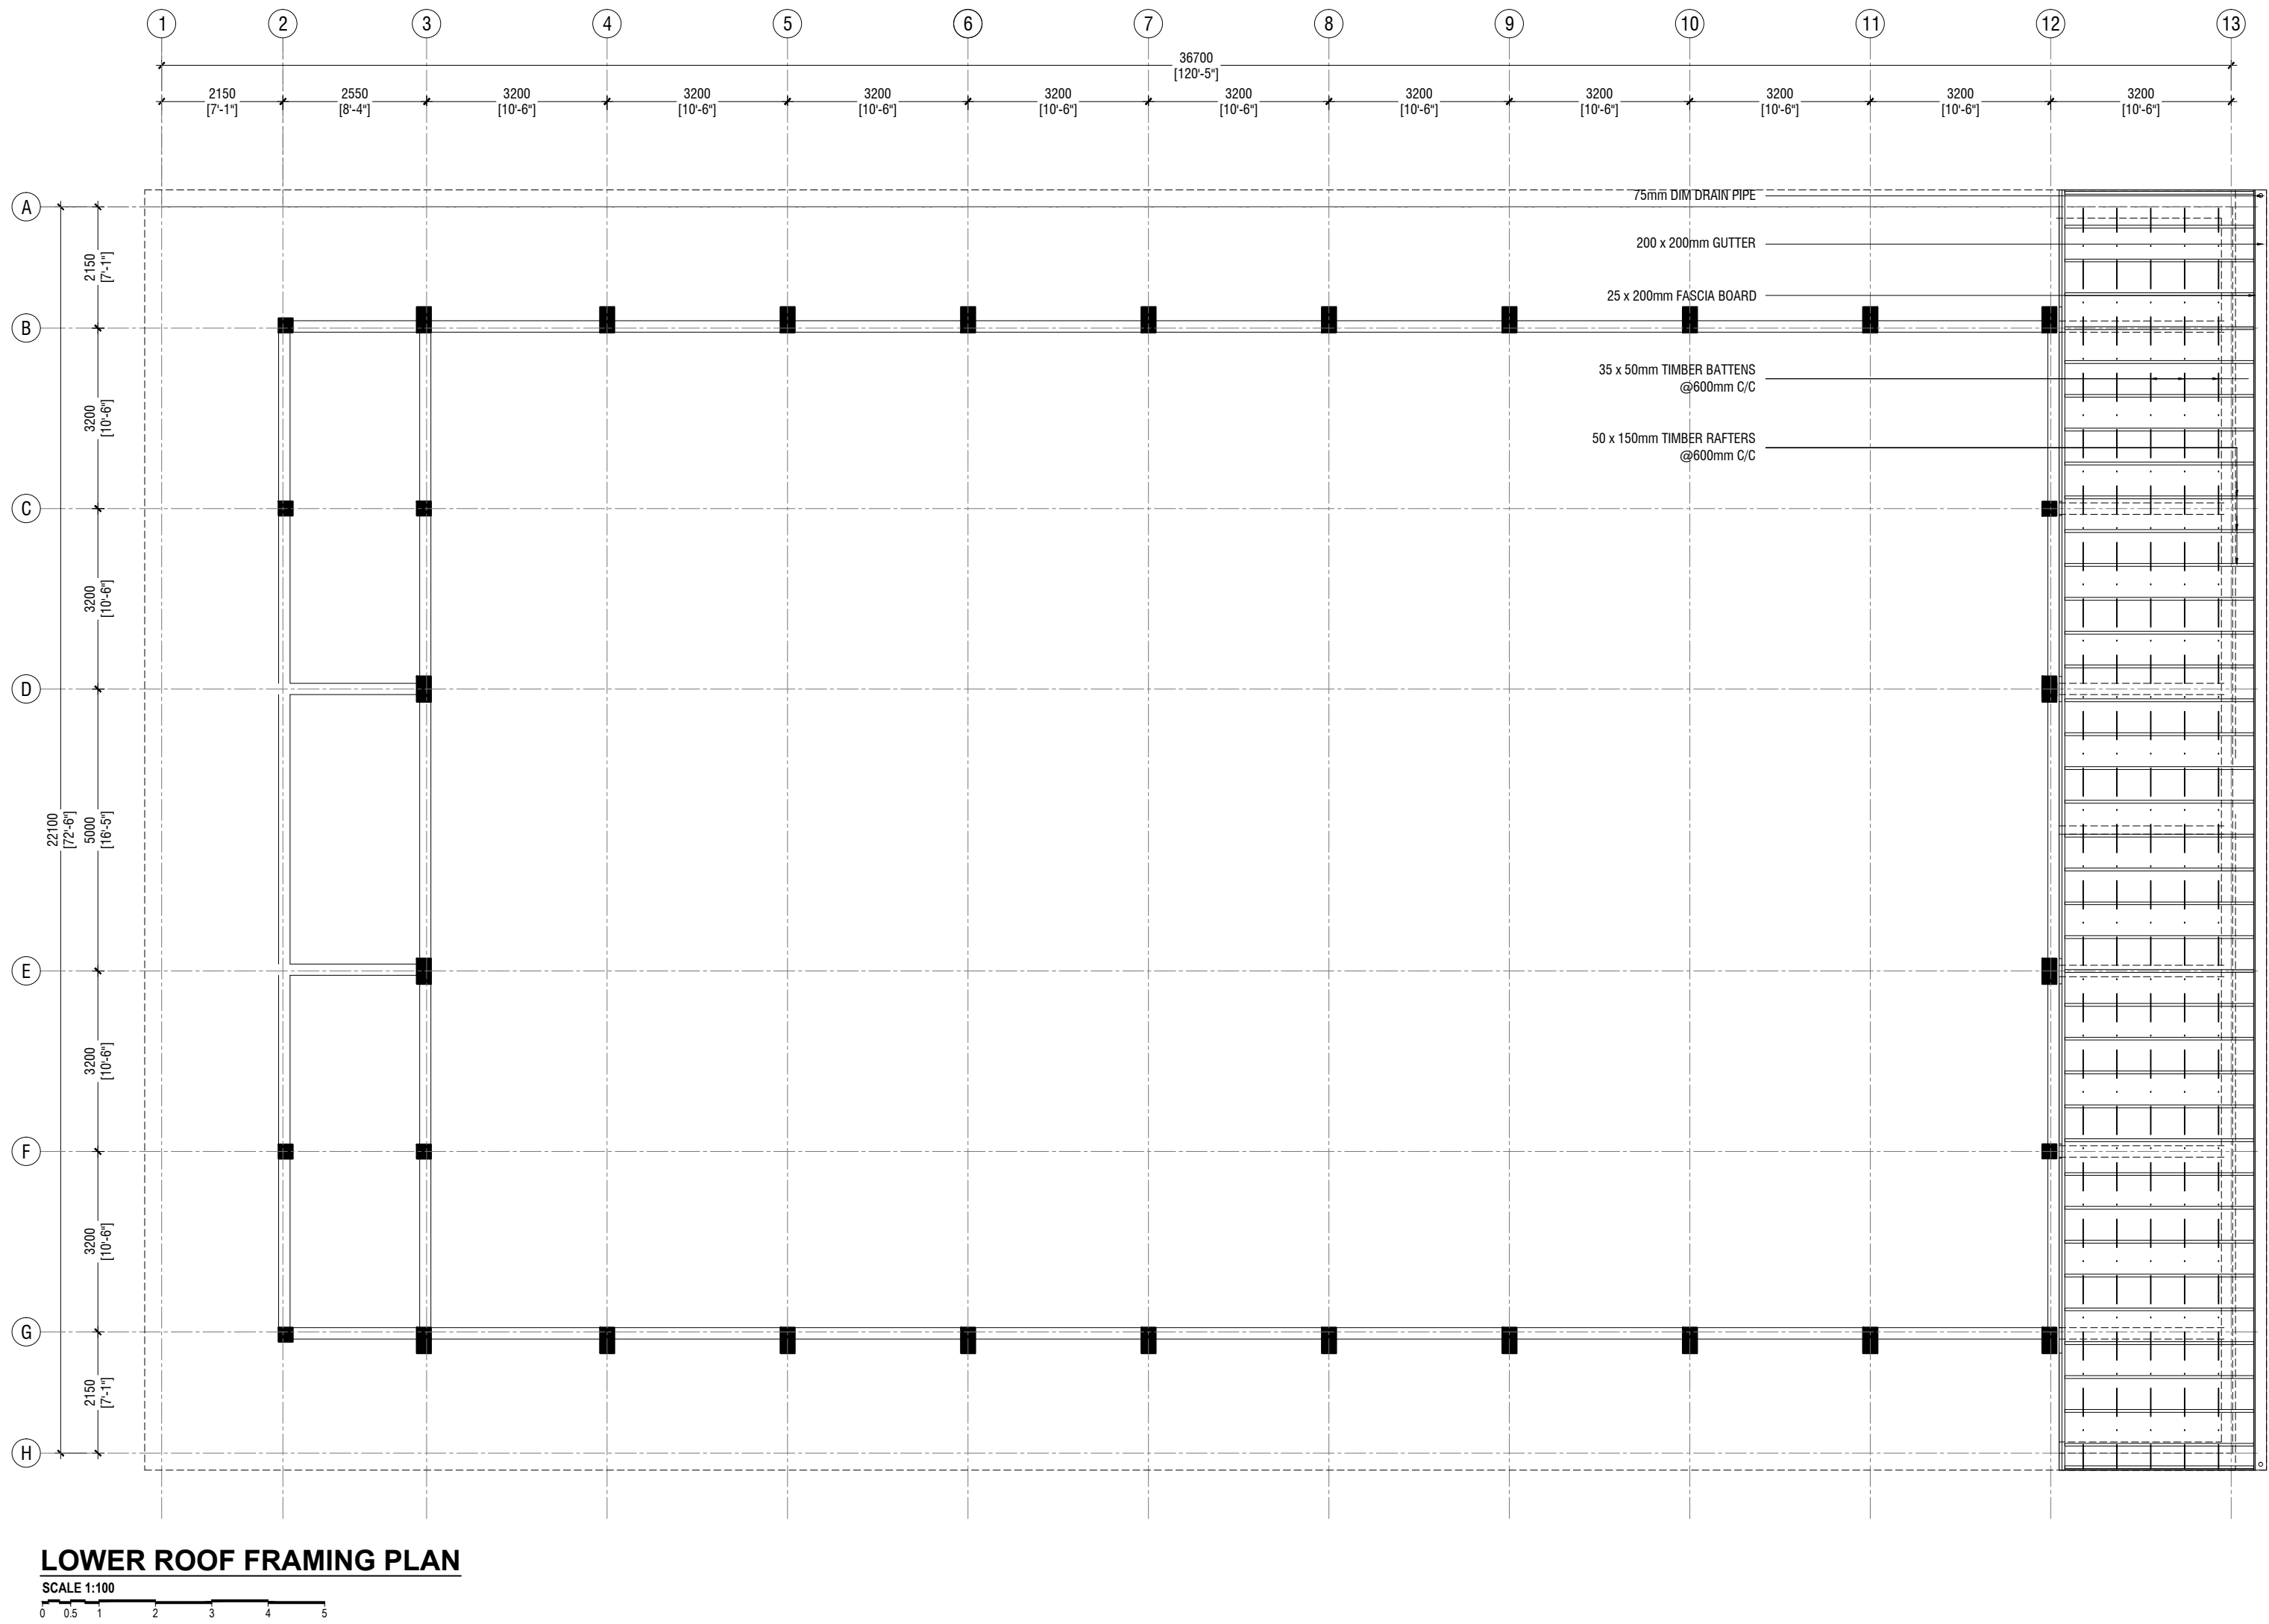 1 2 3 4 5 6 7 8 9 10 11 12 13
36700
[120'-5"]
2150 2550 3200 3200 3200 3200 3200 3200 3200 3200 3200 3200
[7'-1"] [8'-4"] [10'-6"] [10'-6"] [10'-6"] [10'-6"] [10'-6"] [10'-6"] [10'-6"] [10'-6"] [10'-6"] [10'-6"]
A
B
C
D
E
F
G
H
22100
[72'-6"]
2150
[7'-1"]
3200
[10'-6"]
3200
[10'-6"]
5000
[16'-5"]
3200
[10'-6"]
3200
[10'-6"]
2150
[7'-1"]
75mm DIM DRAIN PIPE
200 x 200mm GUTTER
25 x 200mm FASCIA BOARD
35 x 50mm TIMBER BATTENS
@600mm C/C
50 x 150mm TIMBER RAFTERS
@600mm C/C
LOWER ROOF FRAMING PLAN
SCALE 1:100
0 0.5 1 2 3 4 5